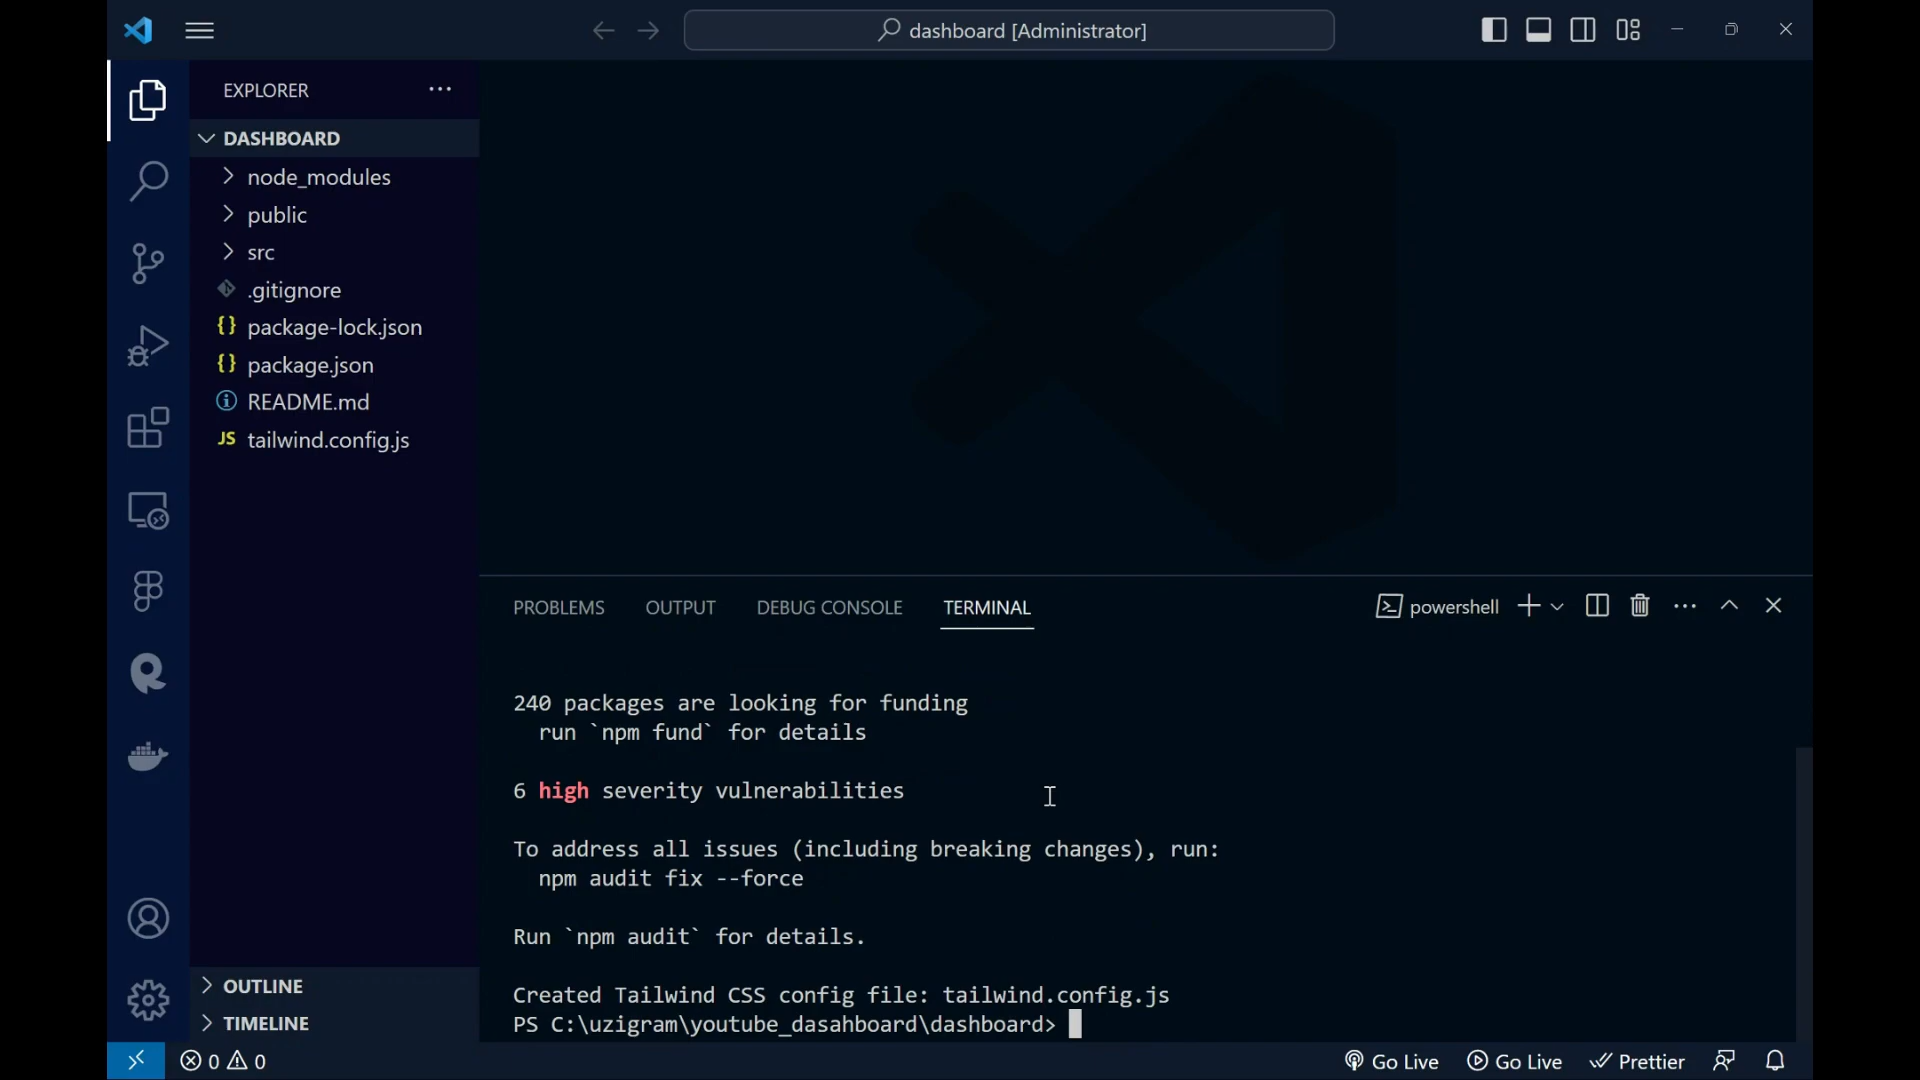 dashboard [Administrator]
EXPLORER
DASHBOARD
node_modules
public
src
.gitignore
{} package-lock.json
{} package.json
README.md
JS tailwind.config.js
OUTLINE
TIMELINE
PROBLEMS OUTPUT DEBUG CONSOLE TERMINAL powershell
240 packages are looking for funding
run `npm fund` for details
6 high severity vulnerabilities
To address all issues (including breaking changes), run:
npm audit fix --force
Run `npm audit` for details.
Created Tailwind CSS config file: tailwind.config.js
PS C:\uzigram\youtube_dasahboard\dashboard>
0 0 Go Live Go Live Prettier